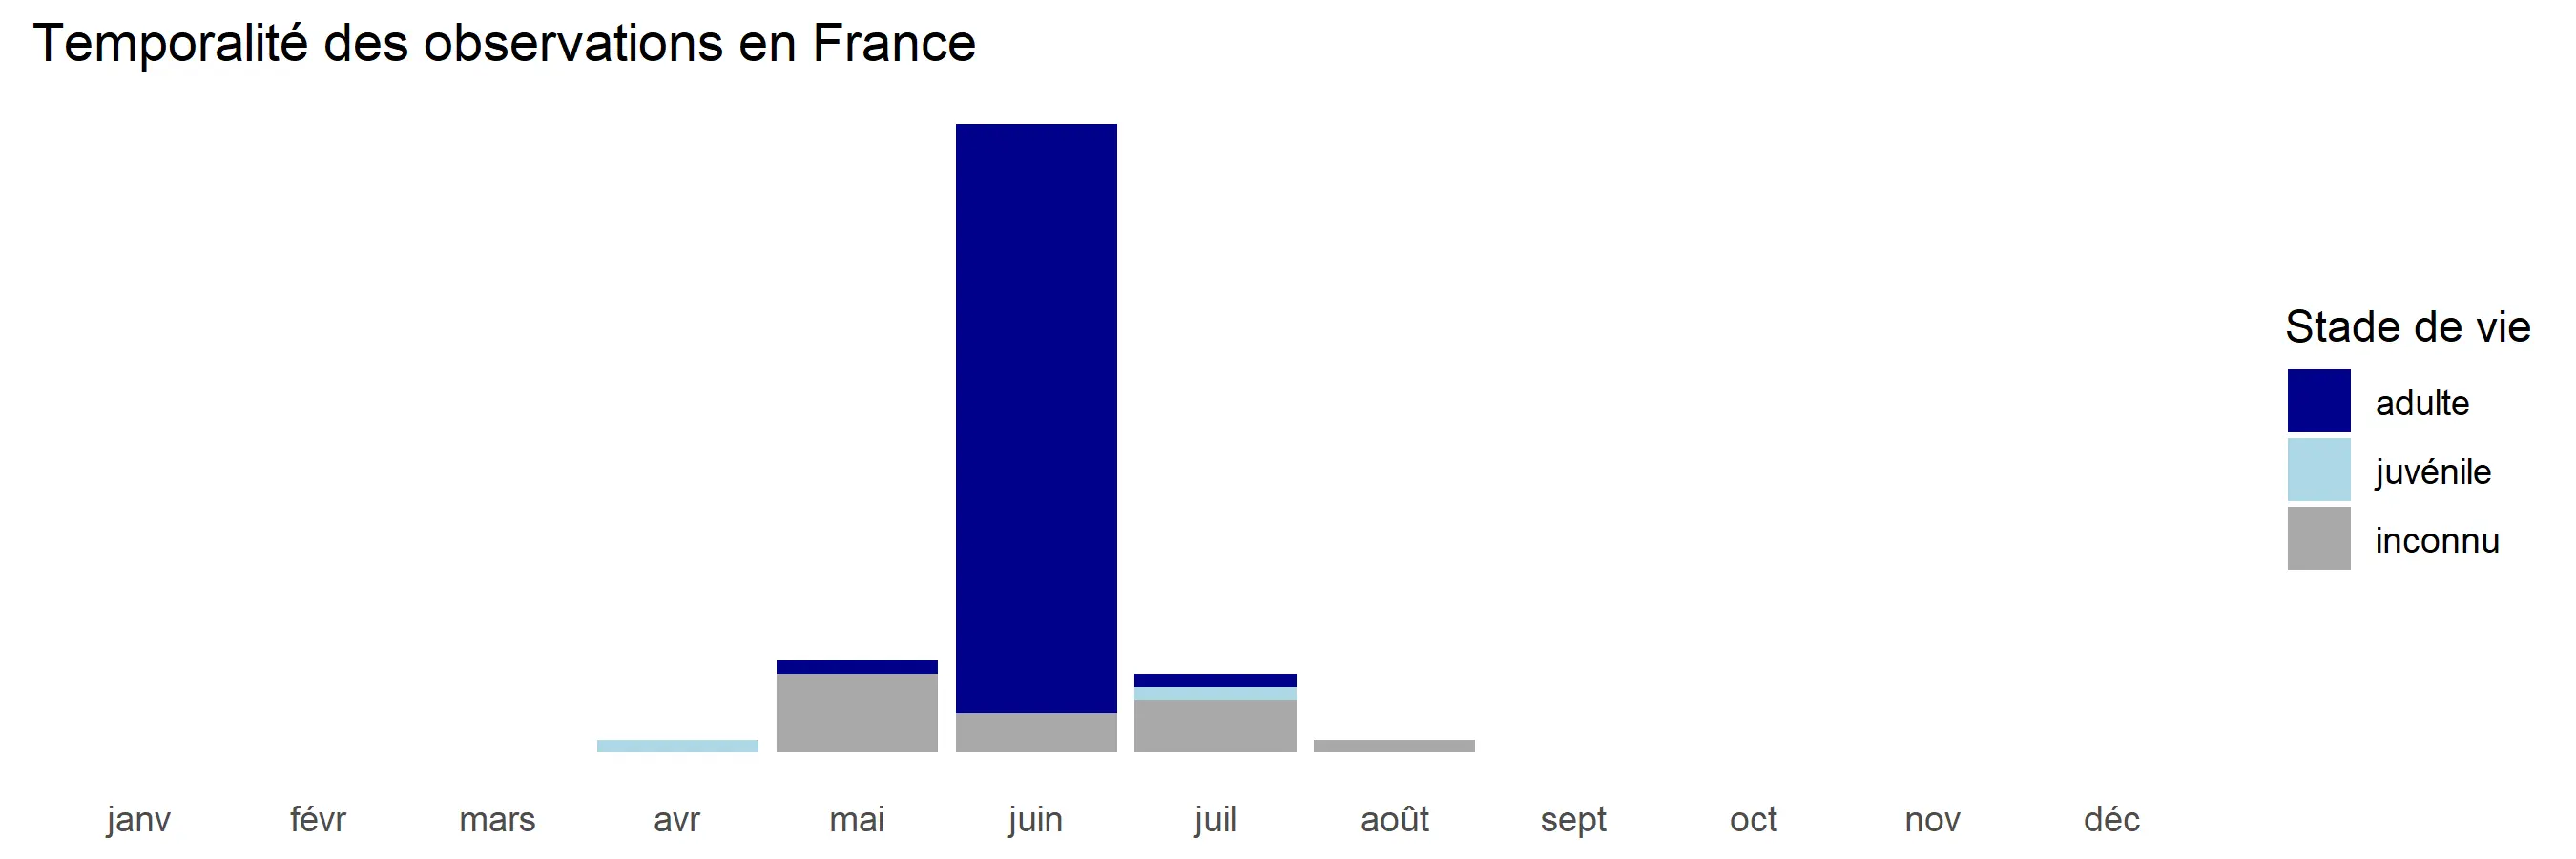 Temporalité des observations en France
Stade de vie
adulte
juvénile
inconnu
janv févr mars avr mai juin juil août sept oct nov déc